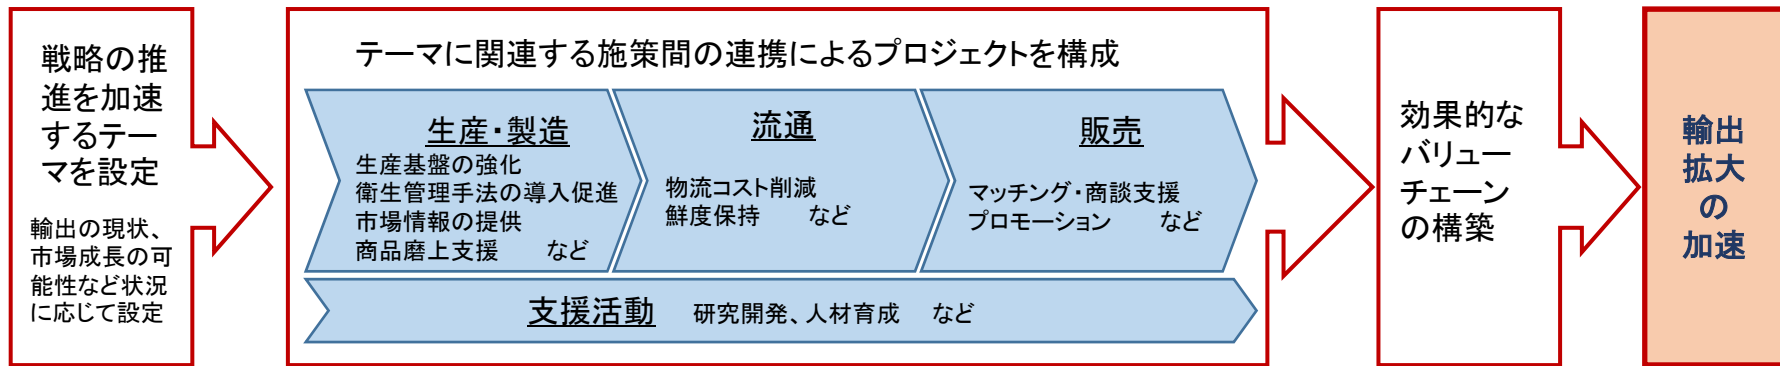 戦略の推
進を加速
するテー
マを設定
輸出の現状、
市場成長の可
能性など状況
に応じて設定
テーマに関連する施策間の連携によるプロジェクトを構成
生産・製造
生産基盤の強化
衛生管理手法の導入促進
市場情報の提供
商品磨上支援　など
流通
物流コスト削減
鮮度保持　など
販売
マッチング・商談支援
プロモーション　など
支援活動　研究開発、人材育成　など
効果的な
バリュー
チェーン
の構築
輸出
拡大
の
加速